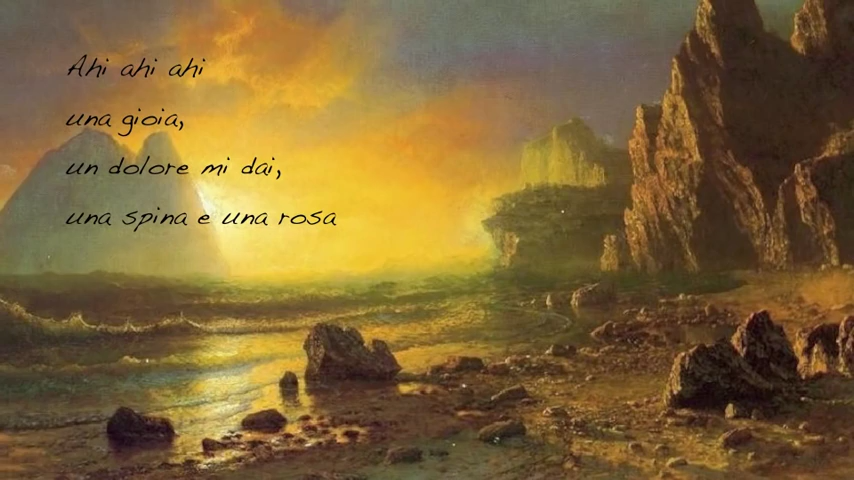 Ahi ahi ahi
una gioia,
un dolore mi dai,
una spina e una rosa